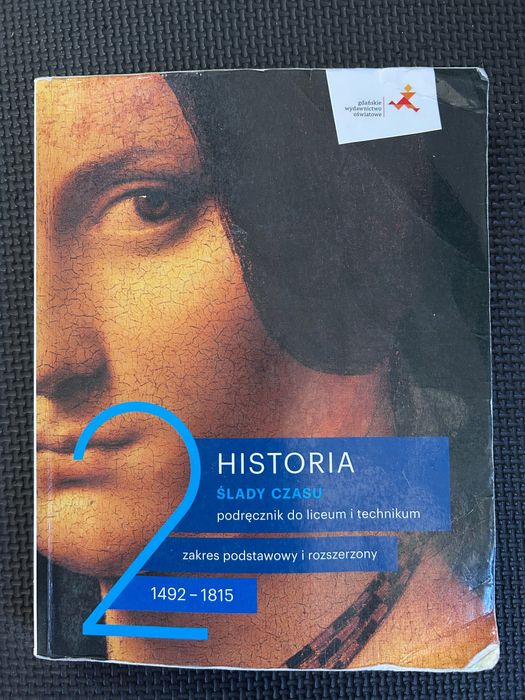 gdańskie
wydawnictwo
oświatowe
2
HISTORIA
ŚLADY CZASU
podręcznik do liceum i technikum
zakres podstawowy i rozszerzony
1492 – 1815